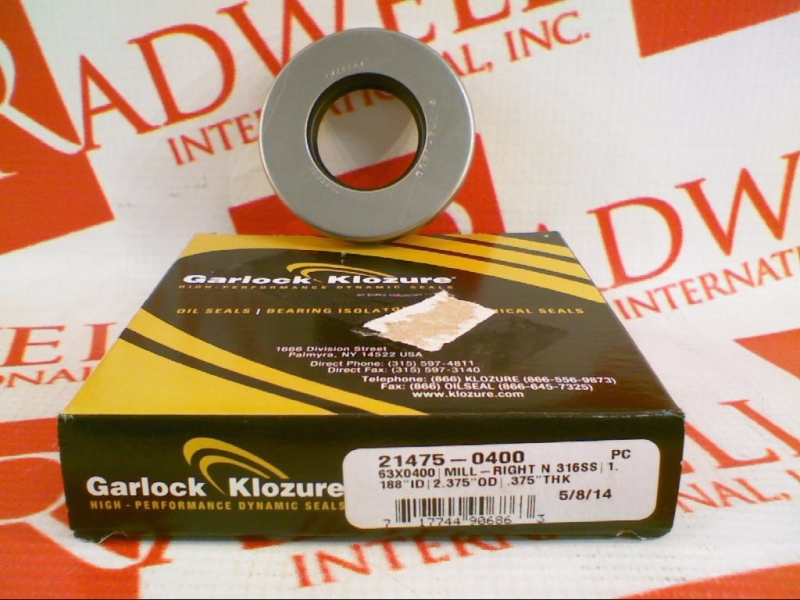 RADWELL
INTERNATIONAL, INC.
RADWELL
INTERNATIONAL
Garlock Klozure®
HIGH-PERFORMANCE DYNAMIC SEALS
OIL SEALS | BEARING ISOLATO
ICAL SEALS
1666 Division Street
Palmyra, NY 14522 USA
Direct Phone: (315) 597-4811
Direct Fax: (315) 597-3140
Telephone: (866) KLOZURE (866-556-9873)
Fax: (866) OILSEAL (866-645-7325)
www.klozure.com
Garlock Klozure
HIGH - PERFORMANCE DYNAMIC SEALS
21475-0400 PC
63X0400|MILL-RIGHT N 316SS|1.
188"ID|2.375"OD|.375"THK
5/8/14
7 17744 90686 3